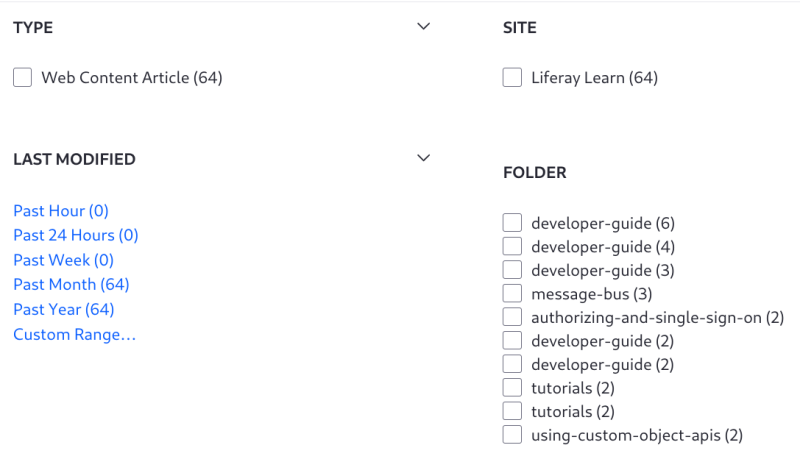 TYPE
Web Content Article (64)
SITE
Liferay Learn (64)
LAST MODIFIED
Past Hour (0)
Past 24 Hours (0)
Past Week (0)
Past Month (64)
Past Year (64)
Custom Range...
FOLDER
developer-guide (6)
developer-guide (4)
developer-guide (3)
message-bus (3)
authorizing-and-single-sign-on (2)
developer-guide (2)
developer-guide (2)
tutorials (2)
tutorials (2)
using-custom-object-apis (2)